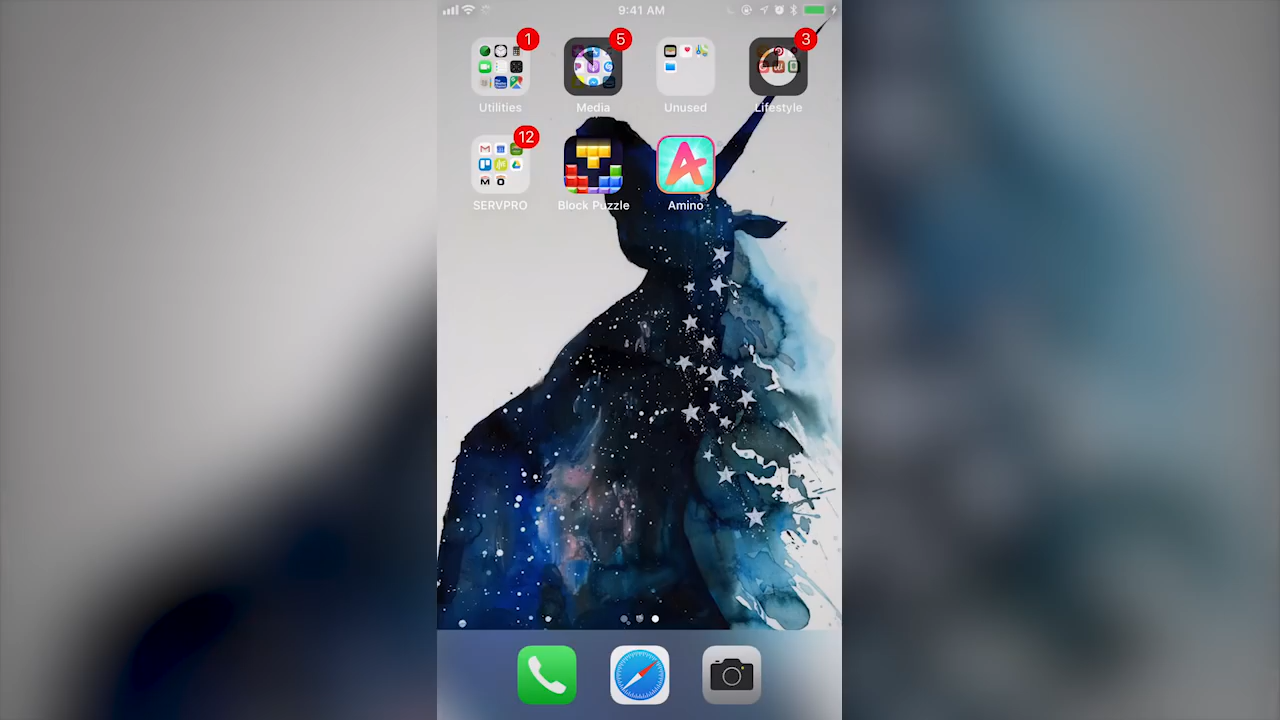 9:41 AM
1
5
3
Utilities
Media
Unused
Lifestyle
12
SERVPRO
Block Puzzle
Amino